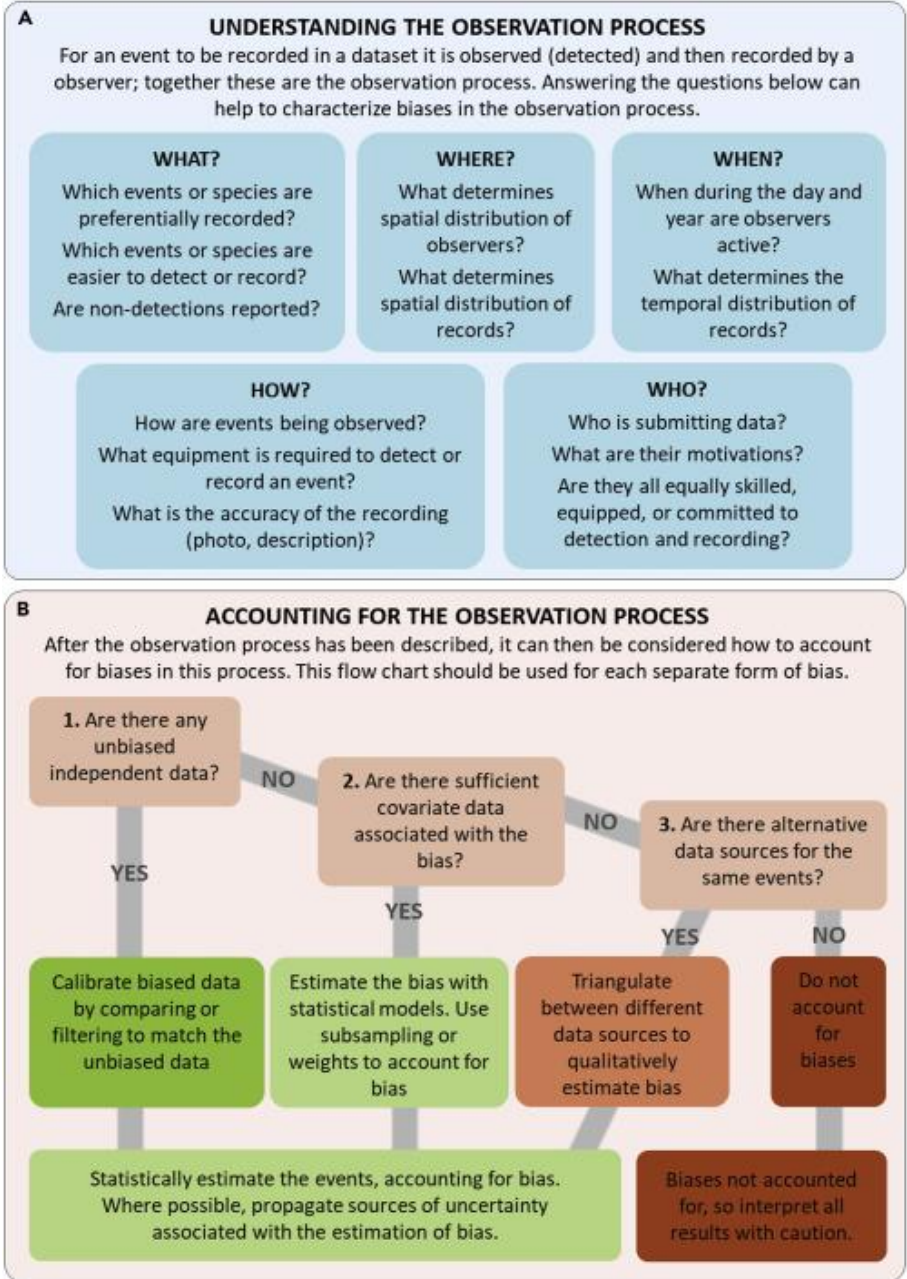 A
UNDERSTANDING THE OBSERVATION PROCESS
For an event to be recorded in a dataset it is observed (detected) and then recorded by a
observer; together these are the observation process. Answering the questions below can
help to characterize biases in the observation process.
WHAT?
Which events or species are
preferentially recorded?
Which events or species are
easier to detect or record?
Are non-detections reported?
WHERE?
What determines
spatial distribution of
observers?
What determines
spatial distribution of
records?
WHEN?
When during the day and
year are observers
active?
What determines the
temporal distribution of
records?
HOW?
How are events being observed?
What equipment is required to detect or
record an event?
What is the accuracy of the recording
(photo, description)?
WHO?
Who is submitting data?
What are their motivations?
Are they all equally skilled,
equipped, or committed to
detection and recording?
B
ACCOUNTING FOR THE OBSERVATION PROCESS
After the observation process has been described, it can then be considered how to account
for biases in this process. This flow chart should be used for each separate form of bias.
1. Are there any
unbiased
independent data?
NO
2. Are there sufficient
covariate data
associated with the
bias?
NO
3. Are there alternative
data sources for the
same events?
YES
YES
YES
NO
Calibrate biased data
by comparing or
filtering to match the
unbiased data
Estimate the bias with
statistical models. Use
subsampling or
weights to account for
bias
Triangulate
between different
data sources to
qualitatively
estimate bias
Do not
account
for
biases
Statistically estimate the events, accounting for bias.
Where possible, propagate sources of uncertainty
associated with the estimation of bias.
Biases not accounted
for, so interpret all
results with caution.